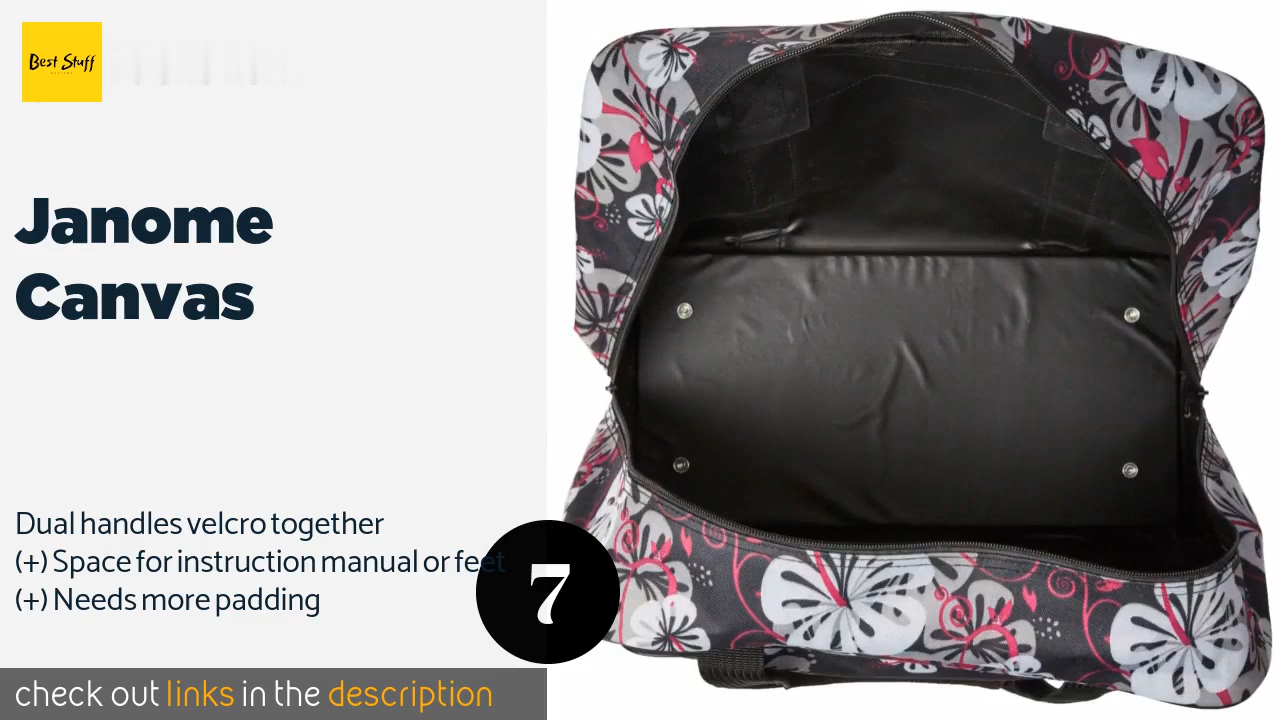 Best Stuff
Janome
Canvas
Dual handles velcro together
(+) Space for instruction manual or feet
(+) Needs more padding
7
check out links in the description